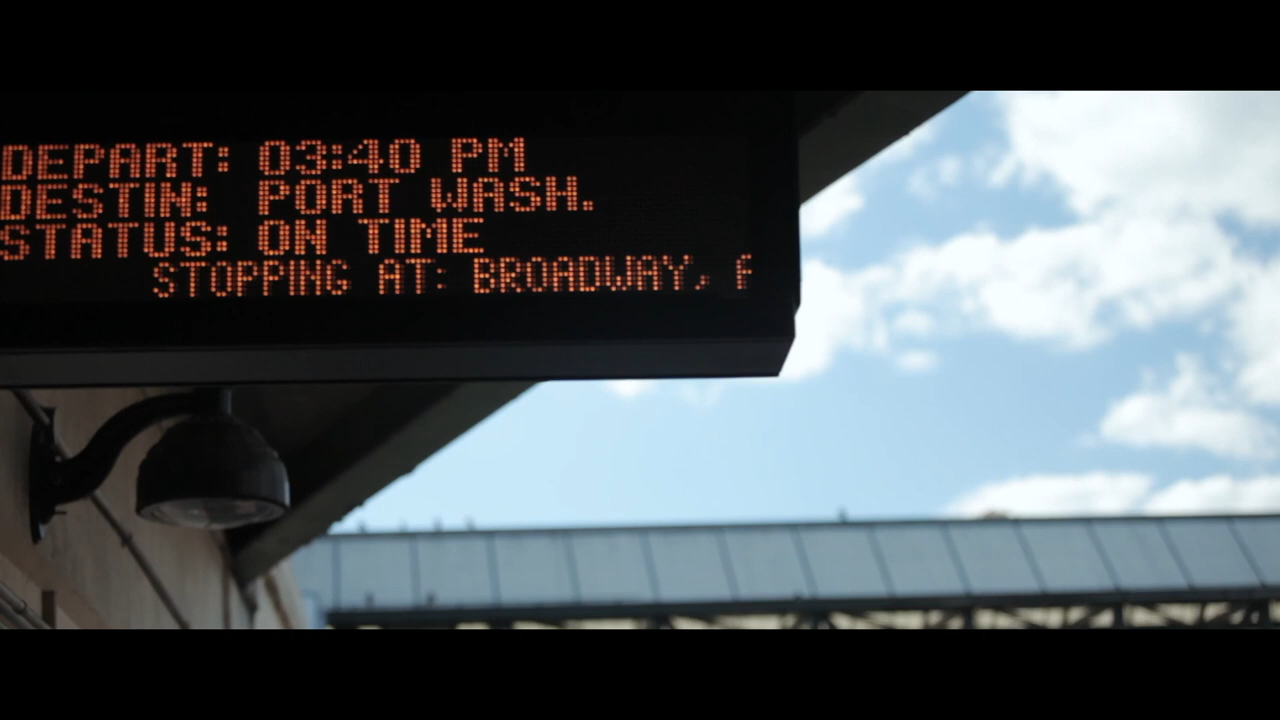 DEPART: 03:40 PM
DESTIN: PORT WASH.
STATUS: ON TIME
STOPPING AT: BROADWAY,